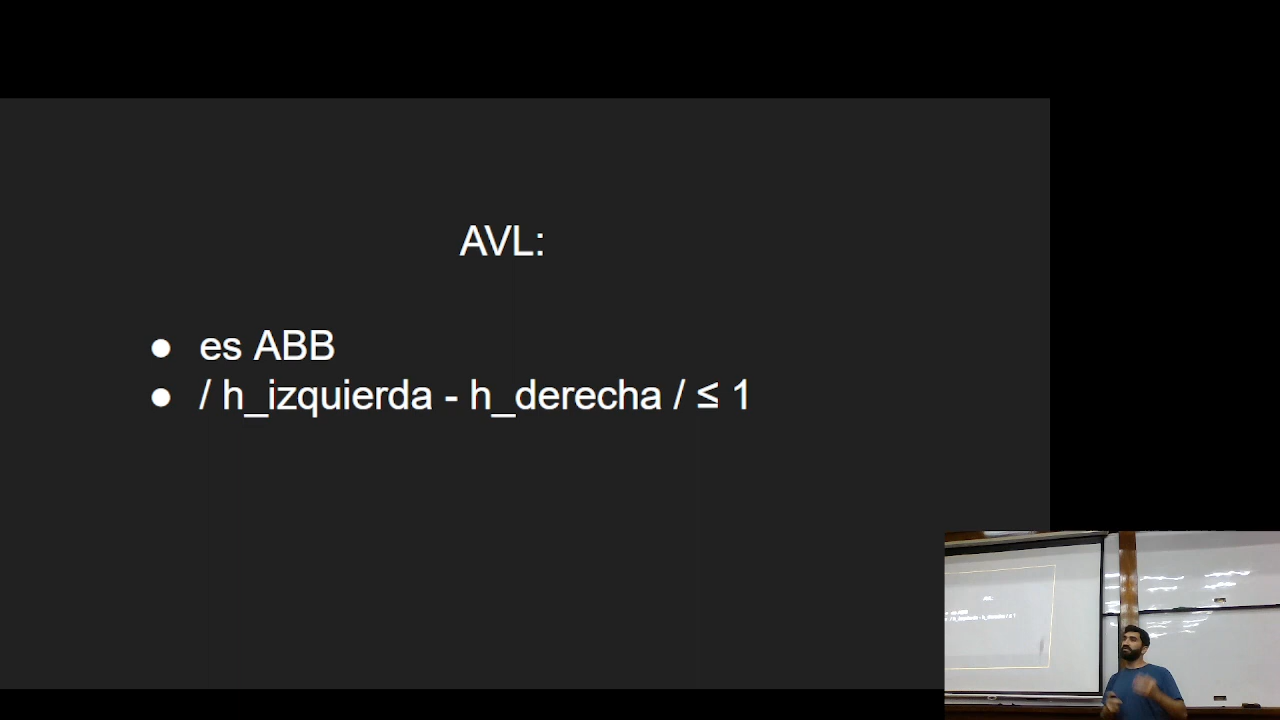 AVL:
● es ABB
● / h_izquierda - h_derecha / ≤ 1